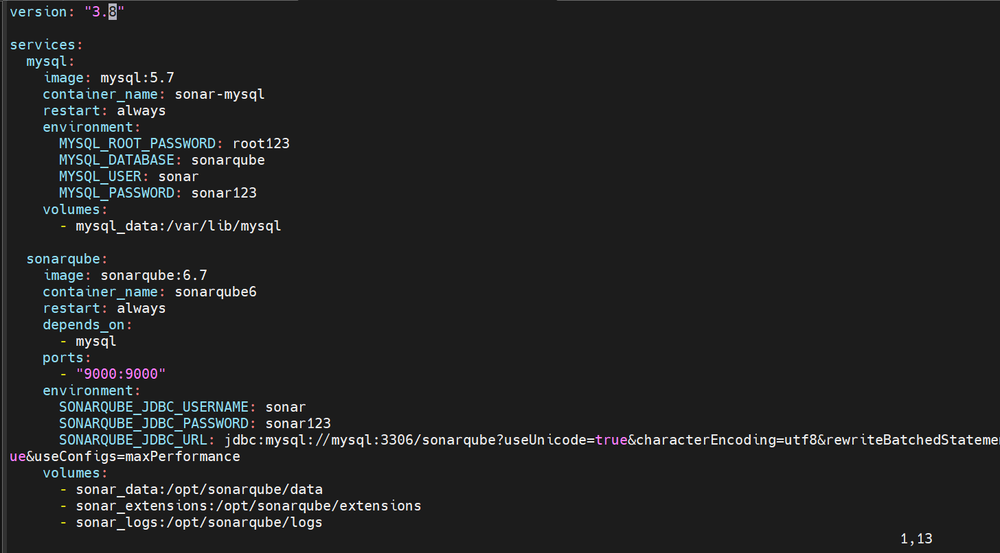 version: "3.8"
services:
  mysql:
    image: mysql:5.7
    container_name: sonar-mysql
    restart: always
    environment:
      MYSQL_ROOT_PASSWORD: root123
      MYSQL_DATABASE: sonarqube
      MYSQL_USER: sonar
      MYSQL_PASSWORD: sonar123
    volumes:
      - mysql_data:/var/lib/mysql
  sonarqube:
    image: sonarqube:6.7
    container_name: sonarqube6
    restart: always
    depends_on:
      - mysql
    ports:
      - "9000:9000"
    environment:
      SONARQUBE_JDBC_USERNAME: sonar
      SONARQUBE_JDBC_PASSWORD: sonar123
      SONARQUBE_JDBC_URL: jdbc:mysql://mysql:3306/sonarqube?useUnicode=true&characterEncoding=utf8&rewriteBatchedStateme
ue&useConfigs=maxPerformance
    volumes:
      - sonar_data:/opt/sonarqube/data
      - sonar_extensions:/opt/sonarqube/extensions
      - sonar_logs:/opt/sonarqube/logs
1,13